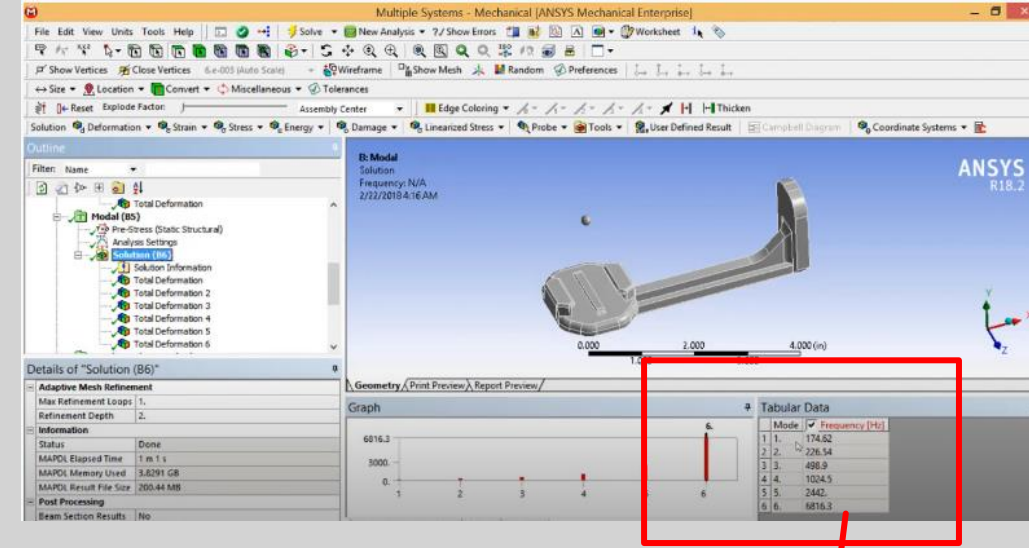 Multiple Systems - Mechanical [ANSYS Mechanical Enterprise]
File Edit View Units Tools Help Solve New Analysis ?/ Show Errors Worksheet
Show Vertices Close Vertices 6.e-005 (Auto Scale) Wireframe Show Mesh Random Preferences
Size Location Convert Miscellaneous Tolerances
Reset Explode Factor: Assembly Center Edge Coloring Thicken
Solution Deformation Strain Stress Energy Damage Linearized Stress Probe Tools User Defined Result Campbell Diagram Coordinate Systems
Outline
Filter: Name
Total Deformation
Modal (B5)
Pre-Stress (Static Structural)
Analysis Settings
Solution (B6)
Solution Information
Total Deformation
Total Deformation 2
Total Deformation 3
Total Deformation 4
Total Deformation 5
Total Deformation 6
B: Modal
Solution
Frequency: N/A
2/22/2018 4:16 AM
ANSYS
R18.2
Y
X
Z
0.000 2.000 4.000 (in)
Details of "Solution (B6)"
Adaptive Mesh Refinement
Max Refinement Loops 1.
Refinement Depth 2.
Information
Status Done
MAPDL Elapsed Time 1 m 1 s
MAPDL Memory Used 3.8291 GB
MAPDL Result File Size 200.44 MB
Post Processing
Beam Section Results No
Geometry Print Preview Report Preview
Graph
6.
6816.3
3000.
0.
1 2 3 4 5 6
Tabular Data
Mode Frequency [Hz]
1 1. 174.62
2 2. 226.54
3 3. 498.9
4 4. 1024.5
5 5. 2442.
6 6. 6816.3